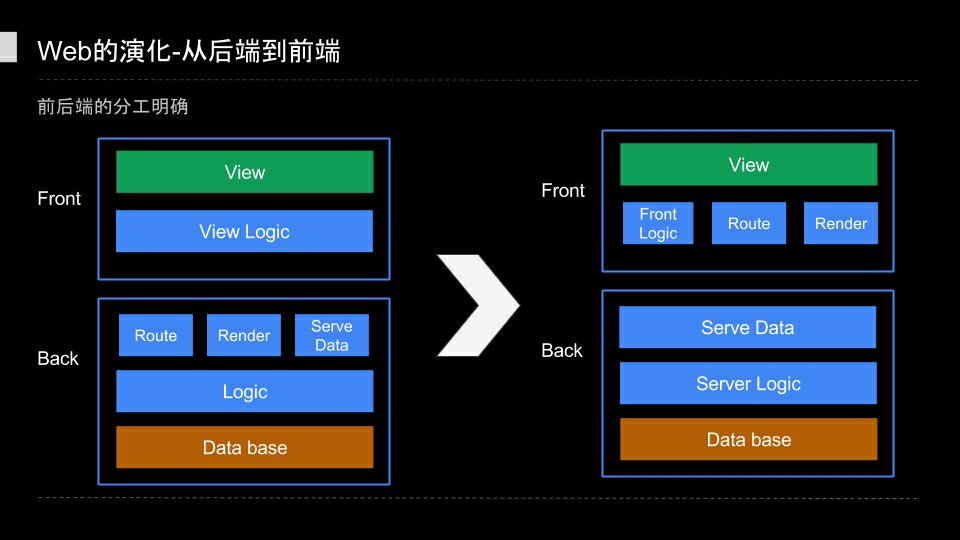 Web的演化-从后端到前端
前后端的分工明确
Front
View
View Logic
Back
Route
Render
Serve
Data
Logic
Data base
Front
View
Front
Logic
Route
Render
Back
Serve Data
Server Logic
Data base